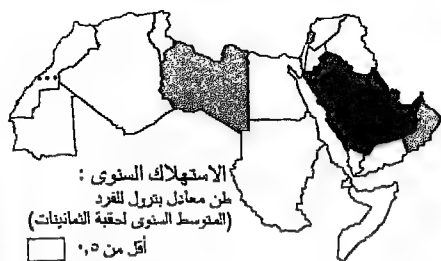 الاستهلاك السنوى :
طن معادل بترول للفرد
(المتوسط السنوى لحقبة الثمانينات)
أقل من ٠,٥